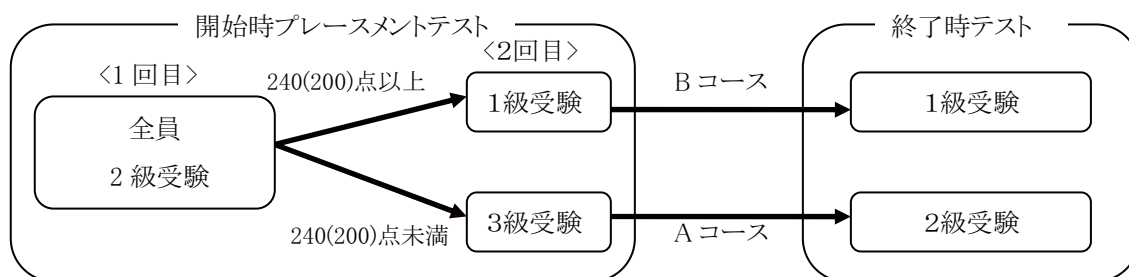 開始時プレースメントテスト
終了時テスト
<1回目>
<2回目>
240(200)点以上
Bコース
全員
2級受験
1級受験
1級受験
240(200)点未満
3級受験
Aコース
2級受験